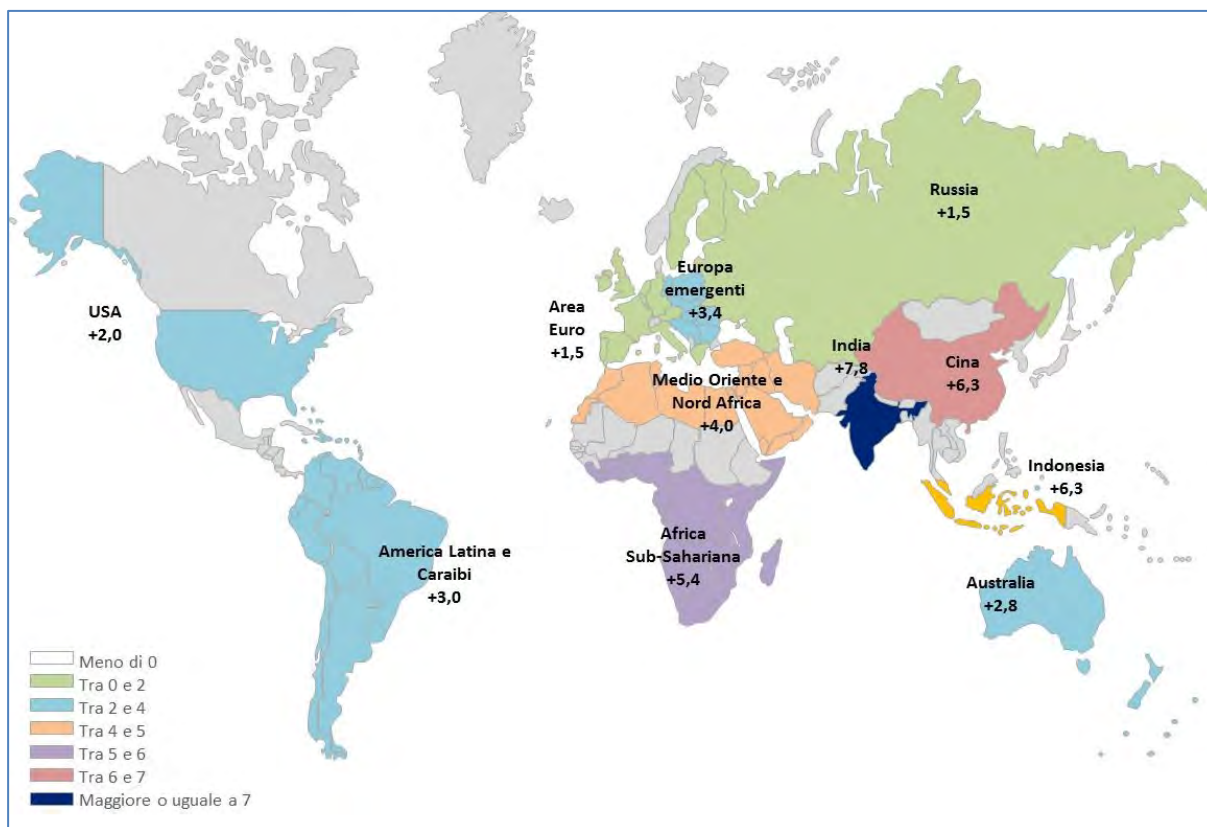 Russia
+1,5
Europa
emergenti
+3,4
USA
+2,0
Area
Euro
+1,5
India
+7,8
Cina
+6,3
Medio Oriente e
Nord Africa
+4,0
Indonesia
+6,3
Africa
Sub-Sahariana
+5,4
America Latina e
Caraibi
+3,0
Australia
+2,8
Meno di 0
Tra 0 e 2
Tra 2 e 4
Tra 4 e 5
Tra 5 e 6
Tra 6 e 7
Maggiore o uguale a 7